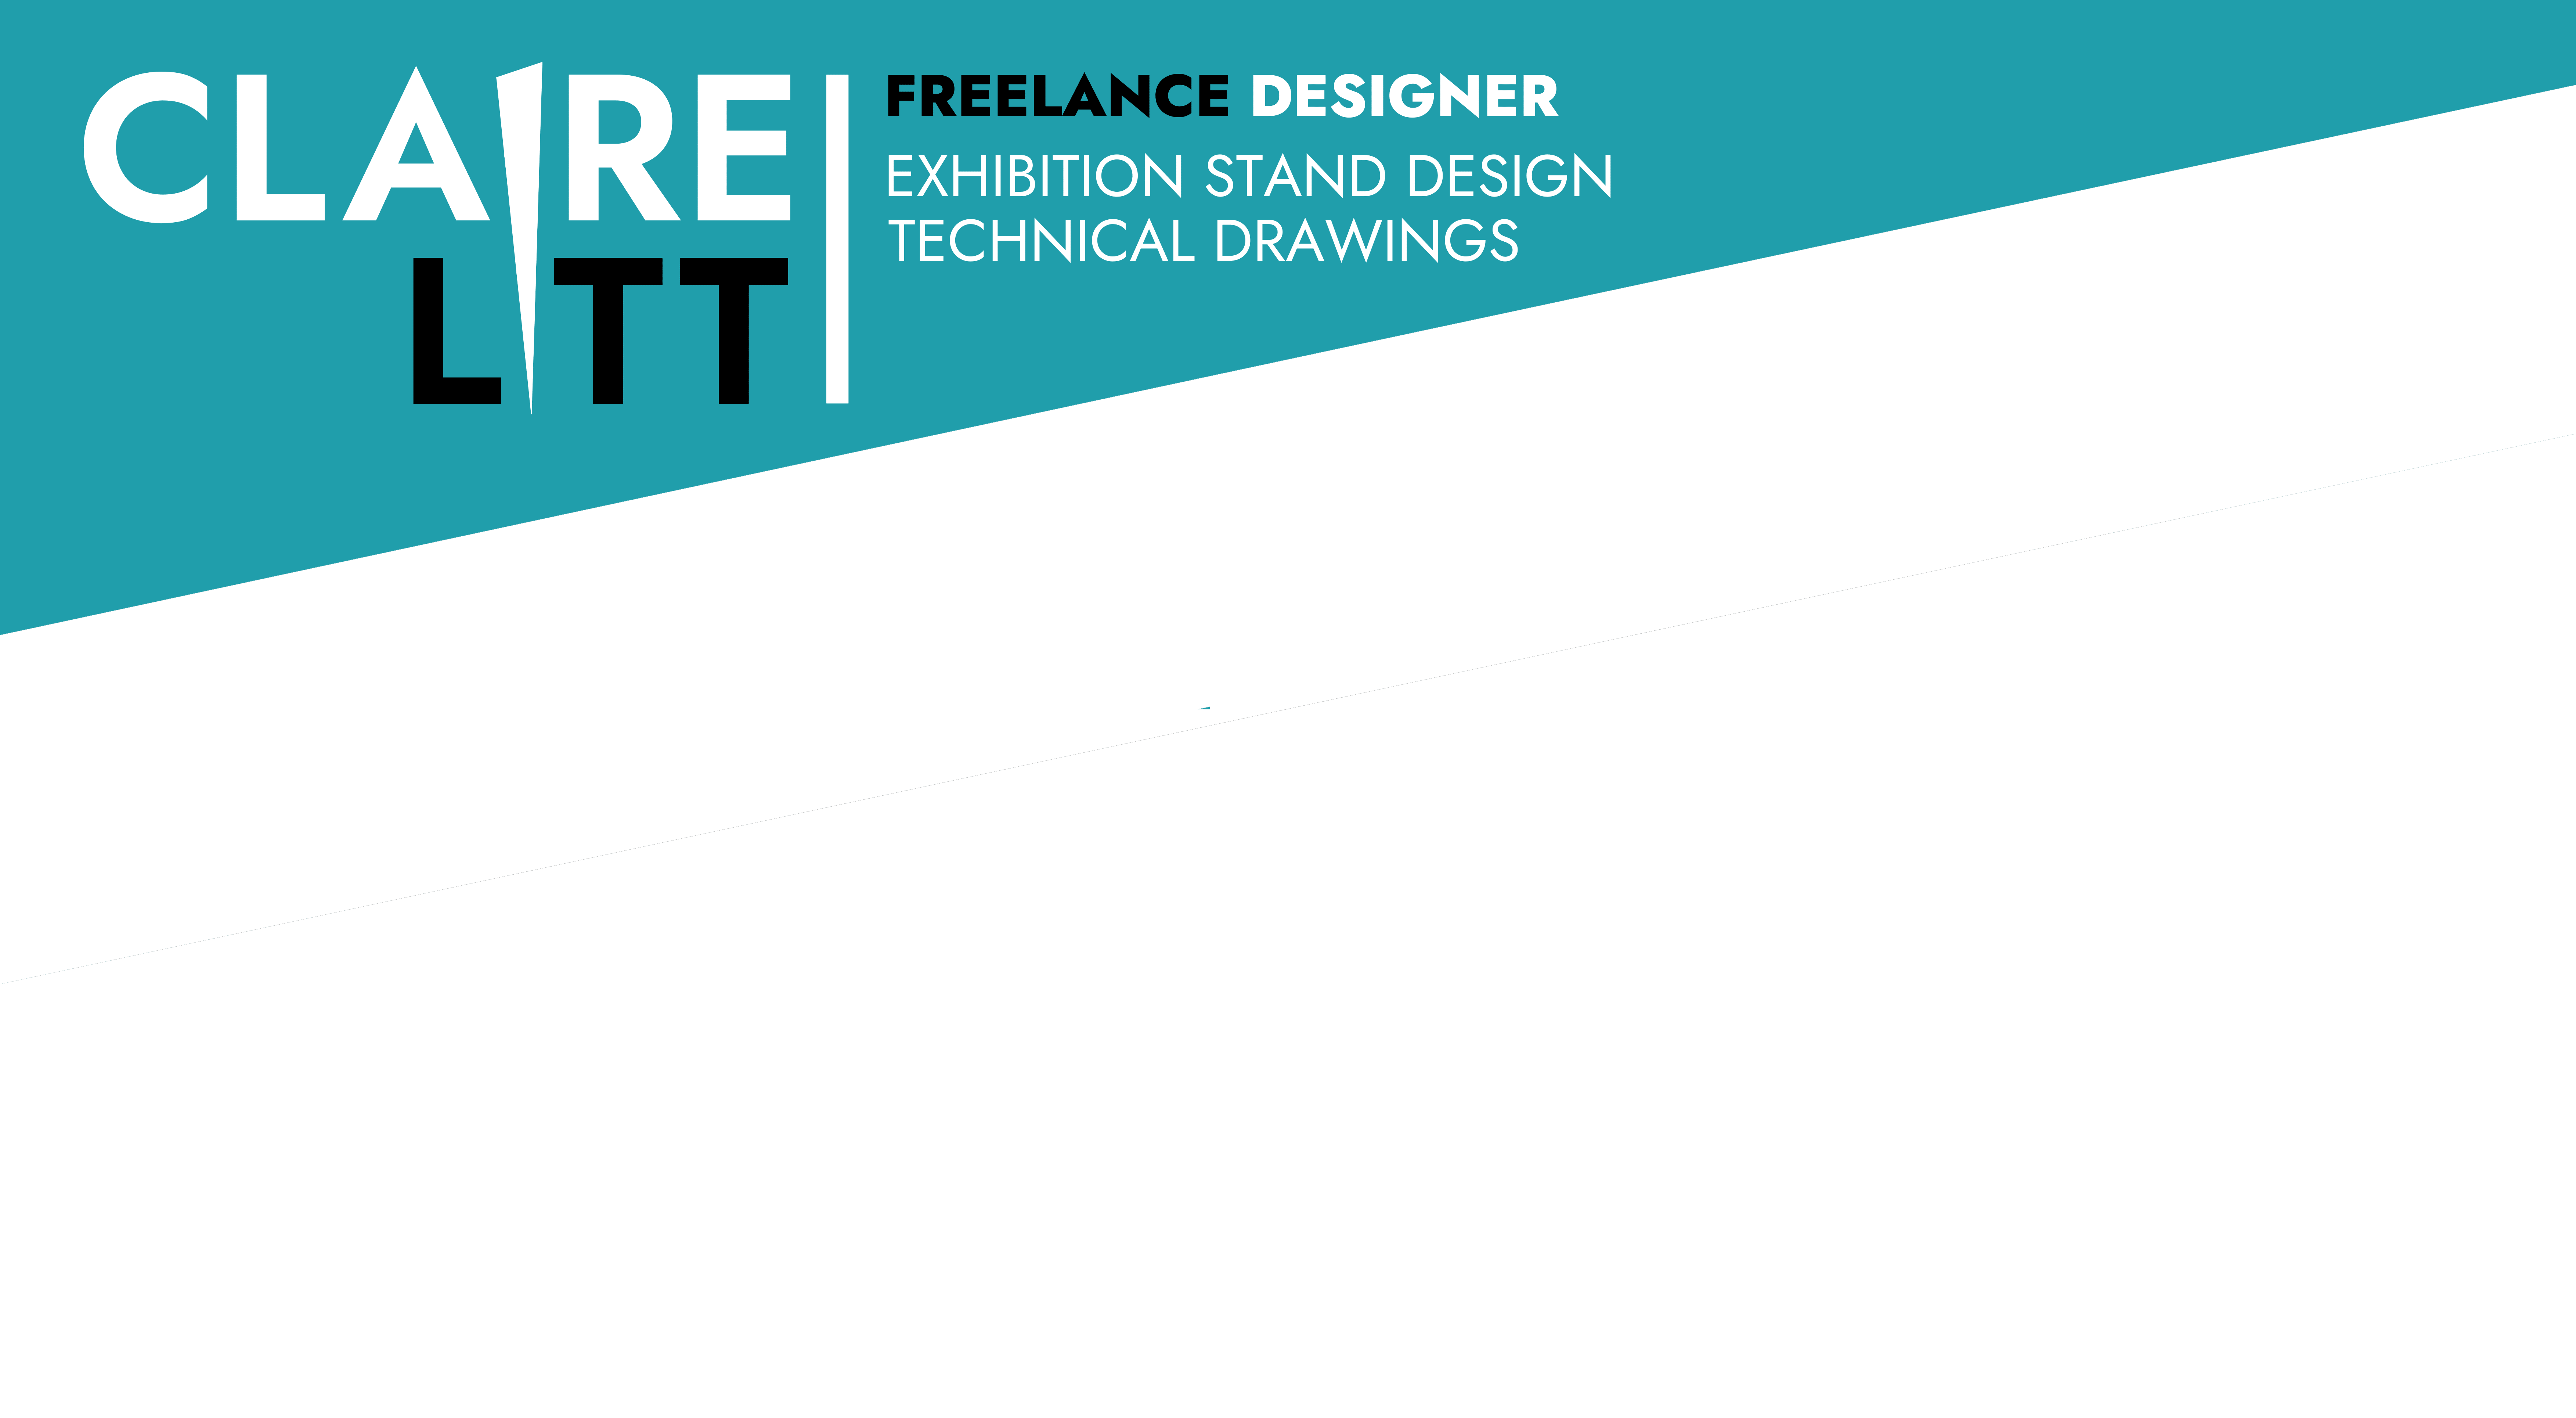 CLAIRE
LITT
FREELANCE DESIGNER
EXHIBITION STAND DESIGN
TECHNICAL DRAWINGS